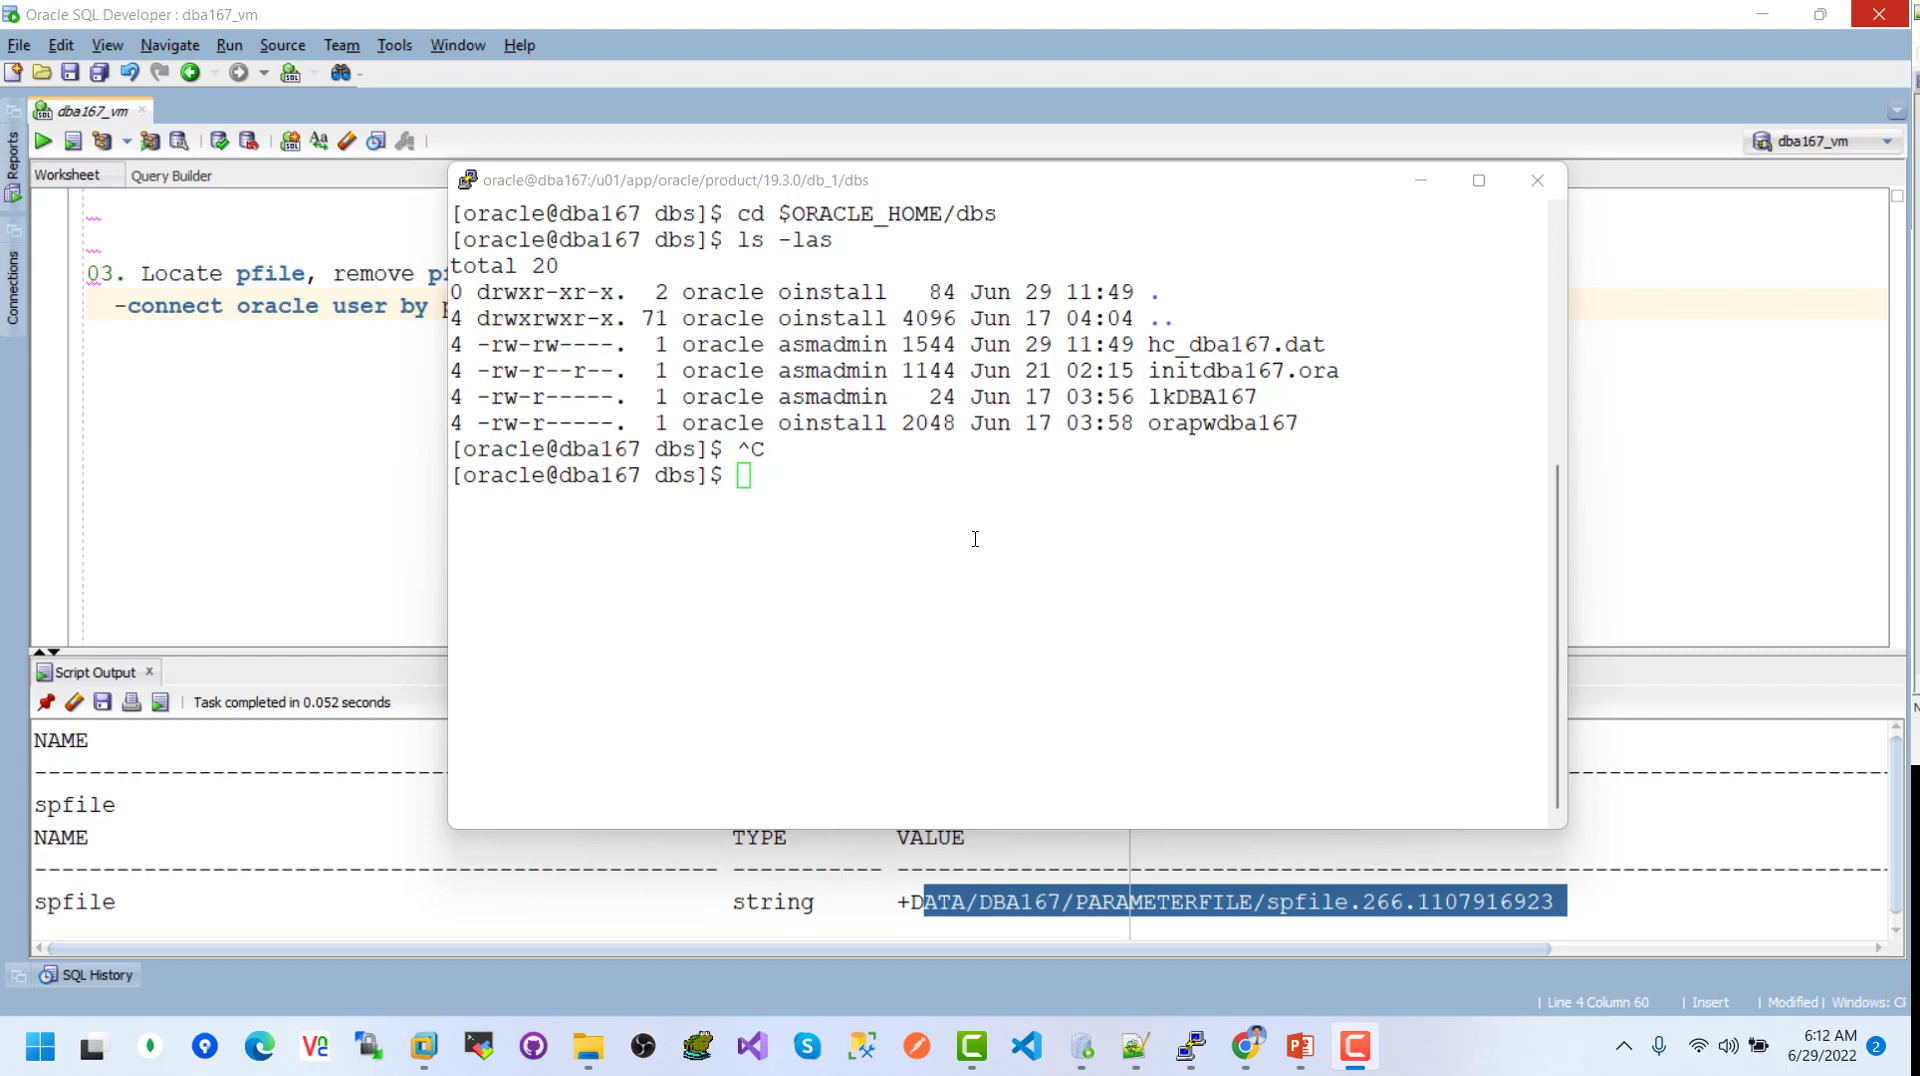 Oracle SQL Developer : dba167_vm
File Edit View Navigate Run Source Team Tools Window Help
dba167_vm
dba167_vm
Worksheet Query Builder
Reports
Connections
03. Locate pfile, remove
-connect oracle user by
oracle@dba167:/u01/app/oracle/product/19.3.0/db_1/dbs
[oracle@dba167 dbs]$ cd $ORACLE_HOME/dbs
[oracle@dba167 dbs]$ ls -las
total 20
0 drwxr-xr-x. 2 oracle oinstall 84 Jun 29 11:49 .
4 drwxrwxr-x. 71 oracle oinstall 4096 Jun 17 04:04 ..
4 -rw-rw----. 1 oracle asmadmin 1544 Jun 29 11:49 hc_dba167.dat
4 -rw-r--r--. 1 oracle asmadmin 1144 Jun 21 02:15 initdba167.ora
4 -rw-r-----. 1 oracle asmadmin 24 Jun 17 03:56 lkDBA167
4 -rw-r-----. 1 oracle oinstall 2048 Jun 17 03:58 orapwdba167
[oracle@dba167 dbs]$ ^C
[oracle@dba167 dbs]$
Script Output
Task completed in 0.052 seconds
NAME
spfile
NAME TYPE VALUE
spfile string +DATA/DBA167/PARAMETERFILE/spfile.266.1107916923
SQL History
Line 4 Column 60 | Insert | Modified | Windows:
6:12 AM
6/29/2022
2